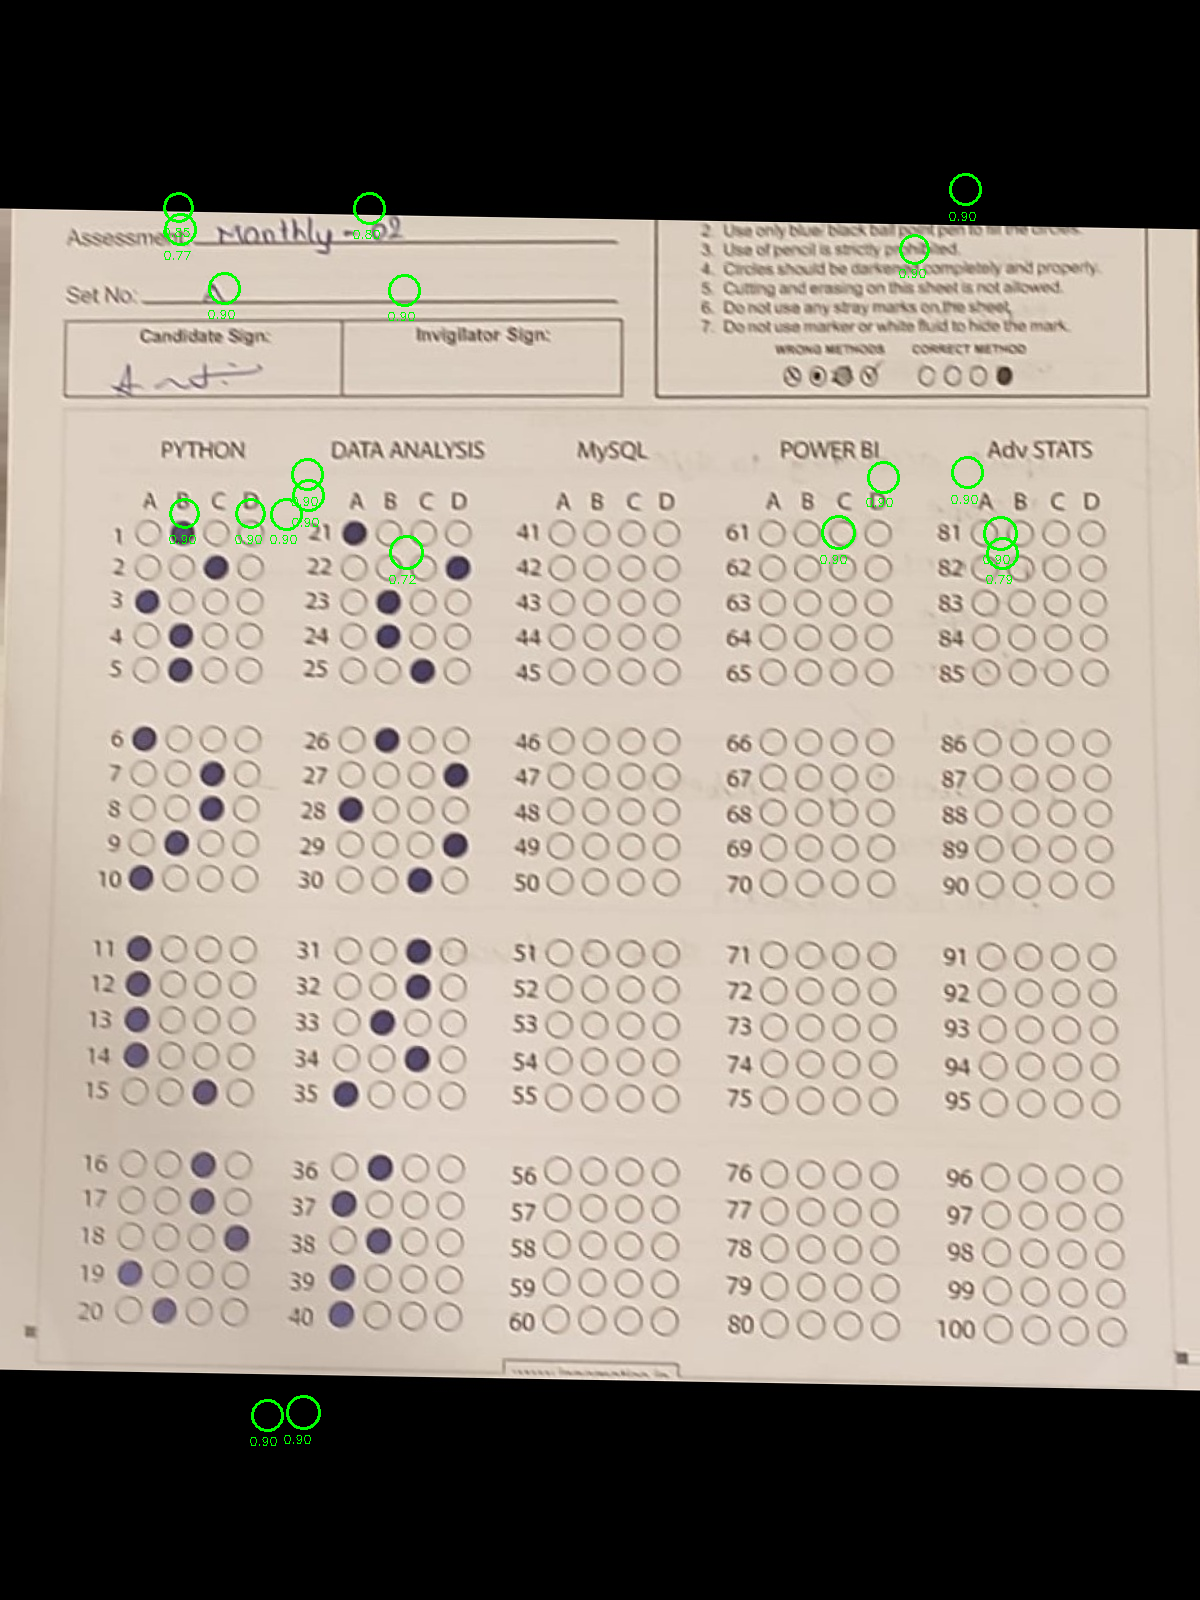 Assessment: Monthly - 02
2. Use only blue/ black ball point pen to fill the circles.
3. Use of pencil is strictly prohibited.
4. Circles should be darkened completely and properly.
5. Cutting and erasing on this sheet is not allowed.
6. Do not use any stray marks on the sheet.
7. Do not use marker or white fluid to hide the mark.
Set No: A
Candidate Sign: Invigilator Sign:
WRONG METHODS CORRECT METHOD
PYTHON DATA ANALYSIS MySQL POWER BI Adv STATS
A B C D A B C D A B C D A B C D A B C D
1 21 41 61 81
2 22 42 62 82
3 23 43 63 83
4 24 44 64 84
5 25 45 65 85
6 26 46 66 86
7 27 47 67 87
8 28 48 68 88
9 29 49 69 89
10 30 50 70 90
11 31 51 71 91
12 32 52 72 92
13 33 53 73 93
14 34 54 74 94
15 35 55 75 95
16 36 56 76 96
17 37 57 77 97
18 38 58 78 98
19 39 59 79 99
20 40 60 80 100
0.85
0.77
0.80
0.90
0.90
0.90
0.90
0.90
0.90
0.90
0.90
0.90
0.90
0.72
0.90
0.90
0.90
0.90
0.79
0.90
0.90